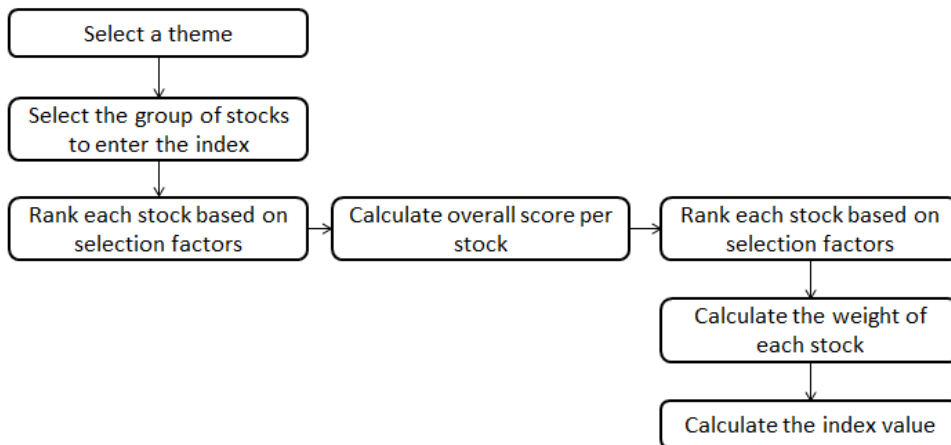 Select a theme
Select the group of stocks
to enter the index
Rank each stock based on
selection factors
Calculate overall score per
stock
Rank each stock based on
selection factors
Calculate the weight of
each stock
Calculate the index value